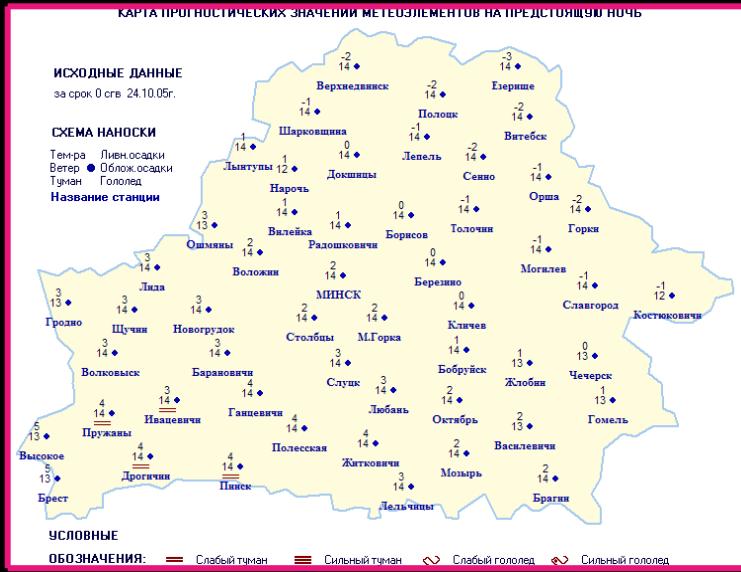 КАРТА ПРОГНОСТИЧЕСКИХ ЗНАЧЕНИЙ МЕТЕОЭЛЕМЕНТОВ НА ПРЕДСТОЯЩУЮ НОЧЬ
ИСХОДНЫЕ ДАННЫЕ
за срок 0 сгв 24.10.05г.
СХЕМА НАНОСКИ
Тем-ра Ливн.осадки
Ветер Облож.осадки
Туман Гололед
Название станции
-2
14
Верхнедвинск
-3
14
Езерище
-2
14
Полоцк
-1
14
Шарковщина
-2
14
Витебск
-1
14
Лепель
1
14
Лынтупы
0
14
Докшицы
-2
14
Сенно
1
12
Нарочь
-1
14
Орша
1
14
Вилейка
0
14
Борисов
-1
14
Толочин
-2
14
Горки
3
13
Ошмяны
1
14
Радошковичи
2
14
Воложин
-1
14
Могилев
3
14
Лида
2
14
МИНСК
0
14
Березино
-1
14
Славгород
-1
12
Костюковичи
3
13
Гродно
3
14
Щучин
3
14
Новогрудок
2
14
Столбцы
2
14
М.Горка
0
14
Кличев
3
14
Волковыск
3
14
Барановичи
3
14
Слуцк
1
14
Бобруйск
1
13
Жлобин
0
13
Чечерск
4
14
Пружаны
3
14
Ивацевичи
4
14
Ганцевичи
3
14
Любань
2
14
Октябрь
1
13
Гомель
5
13
Высокое
4
14
Полесская
4
14
Житковичи
2
13
Василевичи
4
14
Дрогичин
4
14
Пинск
2
14
Мозырь
5
13
Брест
3
14
Лельчицы
2
14
Брагин
УСЛОВНЫЕ
ОБОЗНАЧЕНИЯ: Слабый туман Сильный туман Слабый гололед Сильный гололед